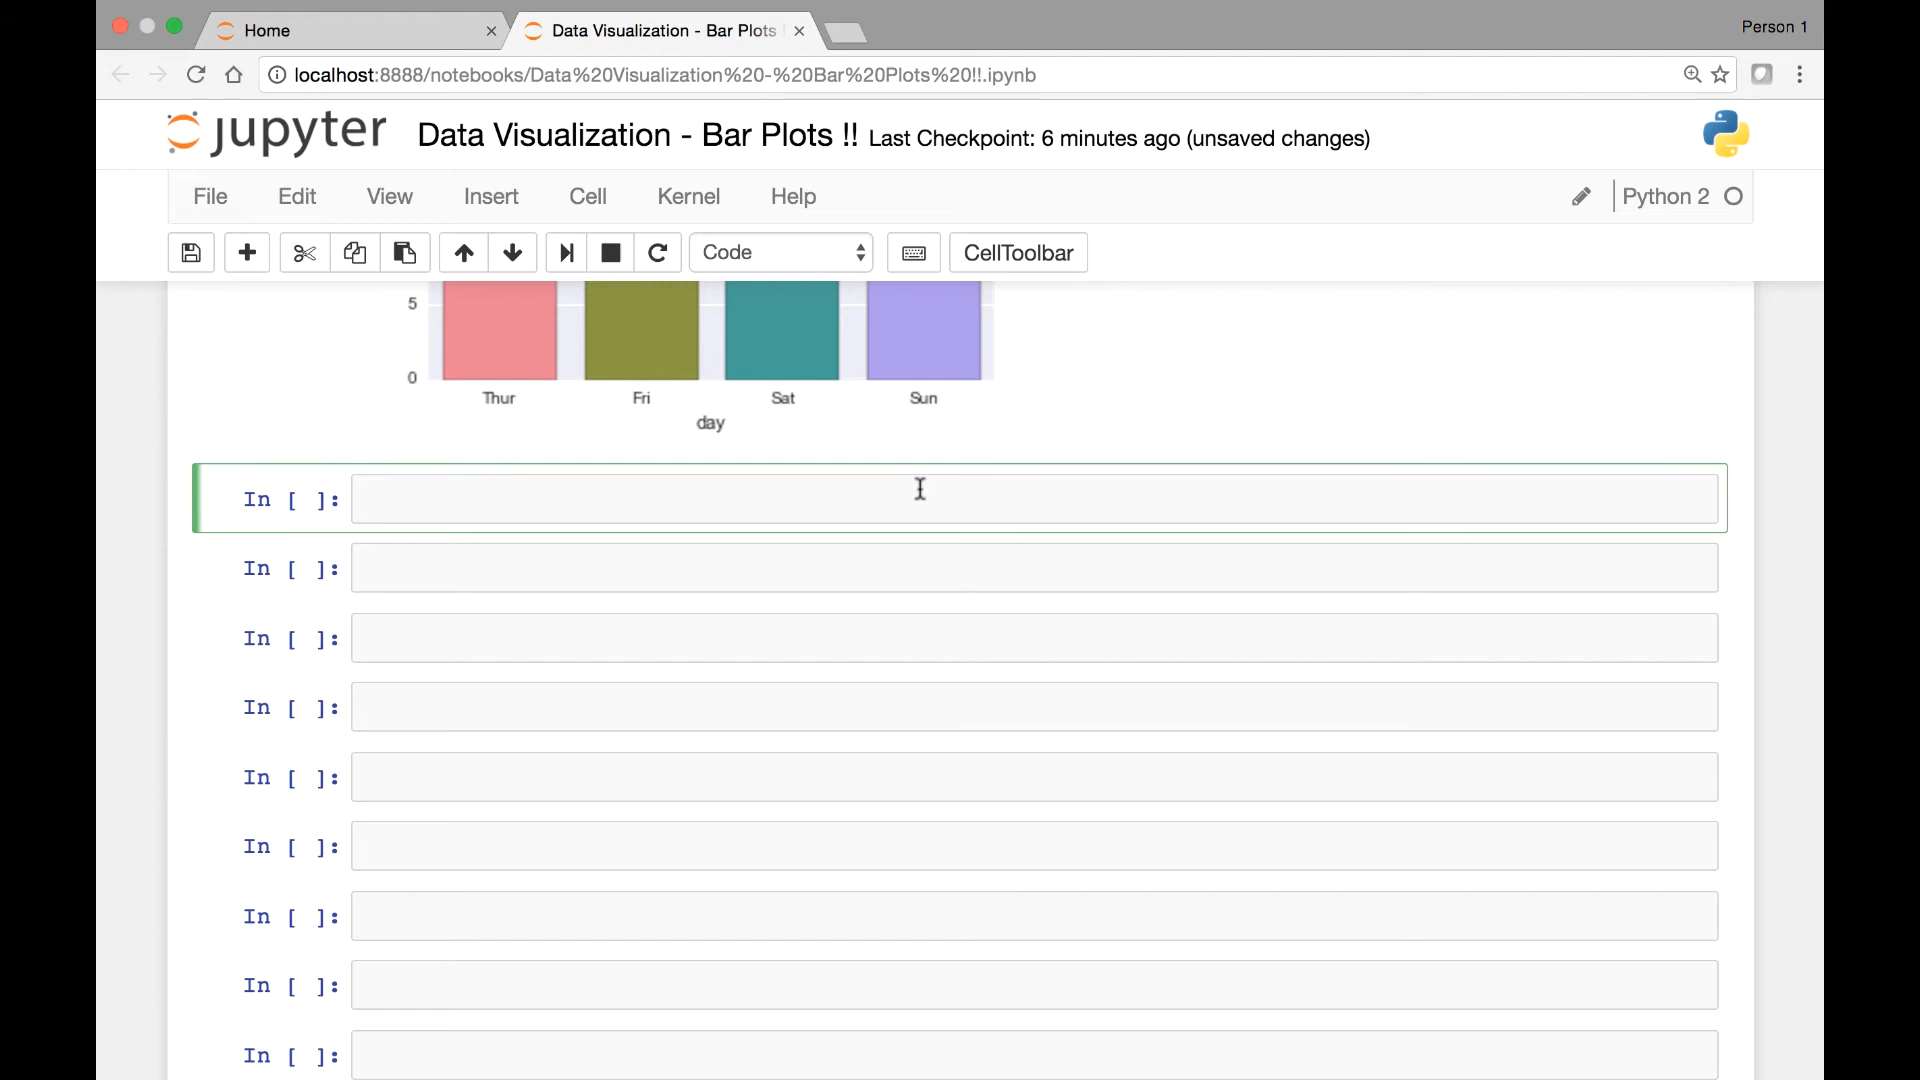 Home
Data Visualization - Bar Plots
Person 1
localhost:8888/notebooks/Data%20Visualization%20-%20Bar%20Plots%20!!.ipynb
jupyter Data Visualization - Bar Plots !! Last Checkpoint: 6 minutes ago (unsaved changes)
File Edit View Insert Cell Kernel Help Python 2
Code CellToolbar
5
0
Thur Fri Sat Sun
day
In [ ]:
In [ ]:
In [ ]:
In [ ]:
In [ ]:
In [ ]:
In [ ]:
In [ ]:
In [ ]: